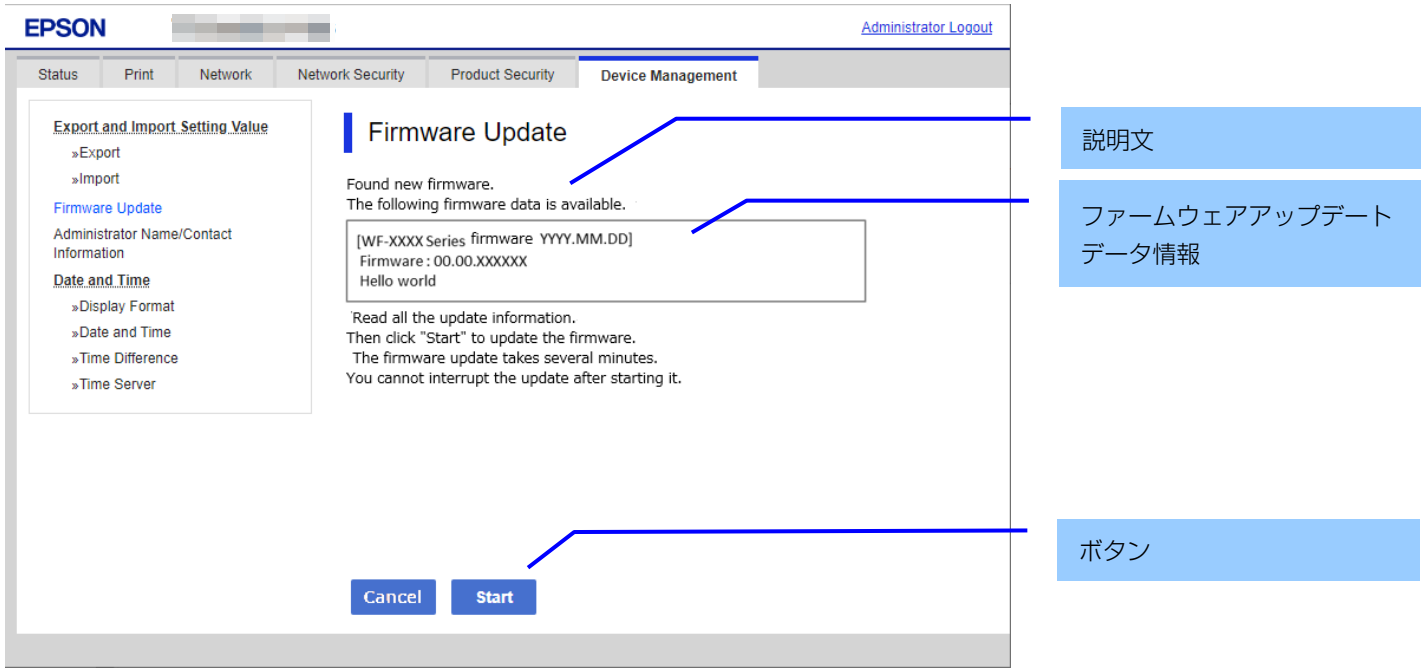 EPSON
Administrator Logout
Status Print Network Network Security Product Security Device Management
Export and Import Setting Value
»Export
»Import
Firmware Update
Administrator Name/Contact
Information
Date and Time
»Display Format
»Date and Time
»Time Difference
»Time Server
Firmware Update
Found new firmware.
The following firmware data is available.
[WF-XXXX Series firmware YYYY.MM.DD]
Firmware : 00.00.XXXXXX
Hello world
Read all the update information.
Then click "Start" to update the firmware.
The firmware update takes several minutes.
You cannot interrupt the update after starting it.
Cancel Start
説明文
ファームウェアアップデート
データ情報
ボタン